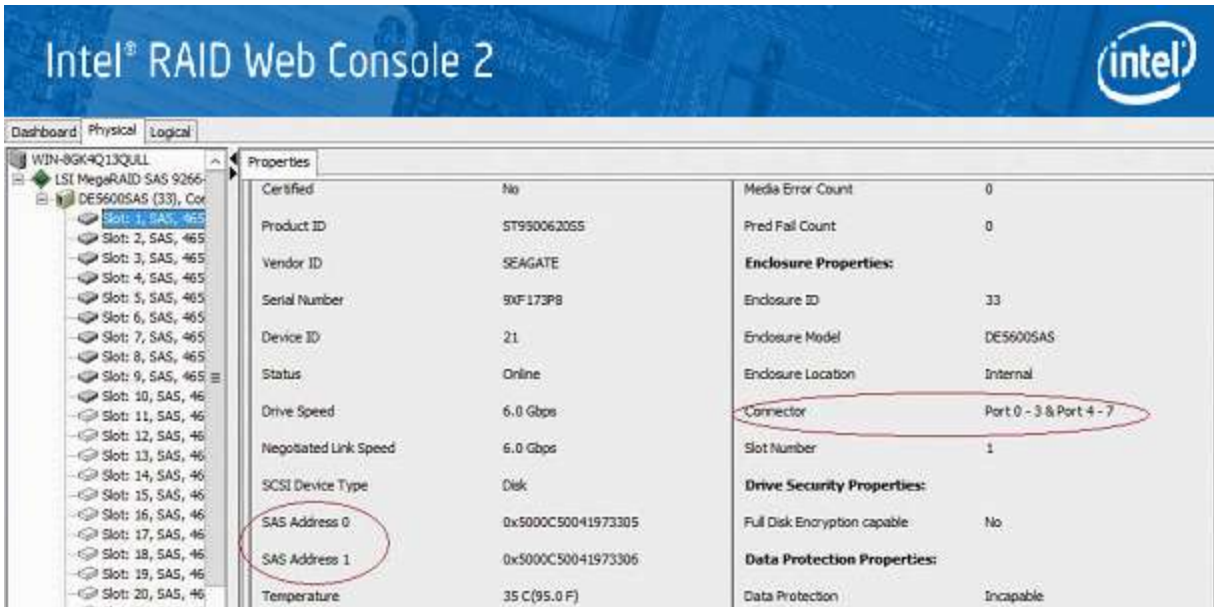 Intel® RAID Web Console 2
intel
Dashboard Physical Logical
WIN-8GK4Q13QULL
LSI MegaRAID SAS 9266-
DE5600SAS (33), Cor
Slot: 1, SAS, 465
Slot: 2, SAS, 465
Slot: 3, SAS, 465
Slot: 4, SAS, 465
Slot: 5, SAS, 465
Slot: 6, SAS, 465
Slot: 7, SAS, 465
Slot: 8, SAS, 465
Slot: 9, SAS, 465
Slot: 10, SAS, 46
Slot: 11, SAS, 46
Slot: 12, SAS, 46
Slot: 13, SAS, 46
Slot: 14, SAS, 46
Slot: 15, SAS, 46
Slot: 16, SAS, 46
Slot: 17, SAS, 46
Slot: 18, SAS, 46
Slot: 19, SAS, 46
Slot: 20, SAS, 46
Properties
Certified No
Product ID ST9500620SS
Vendor ID SEAGATE
Serial Number 9XF173P8
Device ID 21
Status Online
Drive Speed 6.0 Gbps
Negotiated Link Speed 6.0 Gbps
SCSI Device Type Disk
SAS Address 0 0x5000C50041973305
SAS Address 1 0x5000C50041973306
Temperature 35 C(95.0 F)
Media Error Count 0
Pred Fail Count 0
Enclosure Properties:
Enclosure ID 33
Enclosure Model DE5600SAS
Enclosure Location Internal
Connector Port 0 - 3 & Port 4 - 7
Slot Number 1
Drive Security Properties:
Full Disk Encryption capable No
Data Protection Properties:
Data Protection Incapable